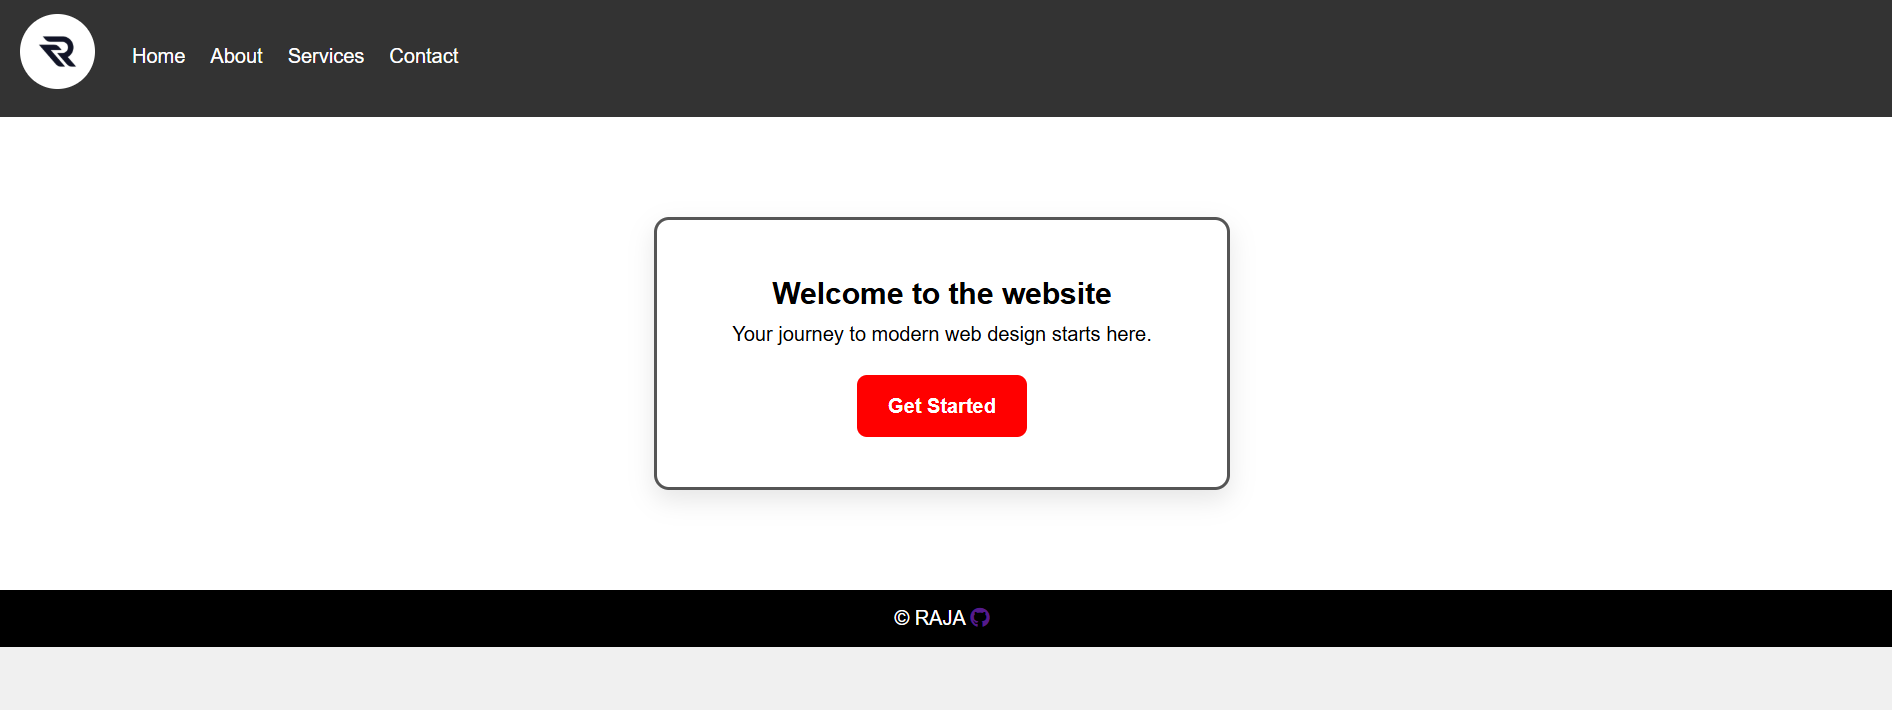 Home About Services Contact
Welcome to the website
Your journey to modern web design starts here.
Get Started
© RAJA